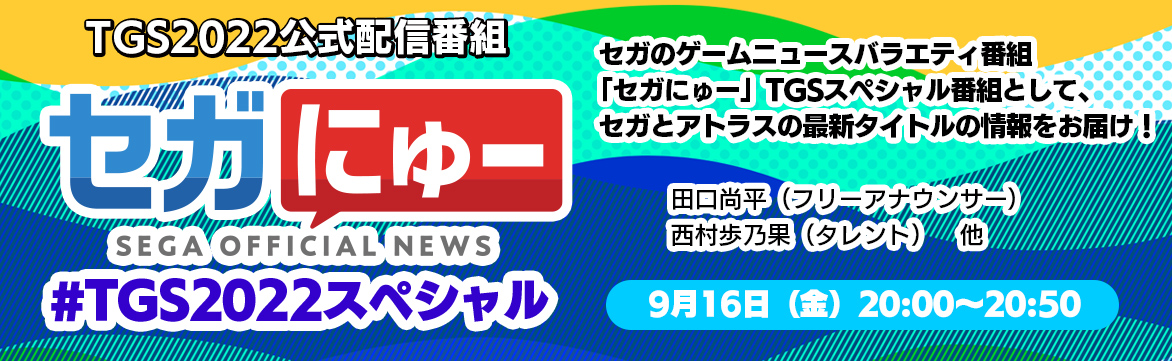 TGS2022公式配信番組
セガにゅー
SEGA OFFICIAL NEWS
#TGS2022スペシャル
セガのゲームニュースバラエティ番組
「セガにゅー」TGSスペシャル番組として、
セガとアトラスの最新タイトルの情報をお届け！
田口尚平（フリーアナウンサー）
西村歩乃果（タレント）　他
9月16日（金）20:00〜20:50